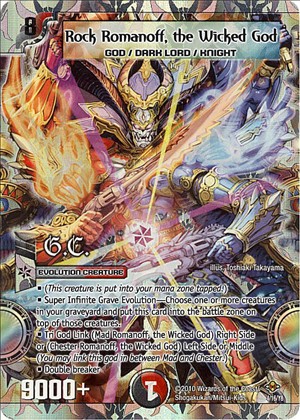 8
Rock Romanoff, the Wicked God
GOD / DARK LORD / KNIGHT
illus. Toshiaki Takayama
G.C.
EVOLUTION CREATURE
• (This creature is put into your mana zone tapped.)
• Super Infinite Grave Evolution—Choose one or more creatures
in your graveyard and put this card into the battle zone on
top of those creatures.
• Tri God Link (Mad Romanoff, the Wicked God) Right Side
or (Chester Romanoff, the Wicked God) Left Side or Middle
(You may link this god in between Mad and Chester.)
• Double breaker
9000+
1
©2010 Wizards of the Coast/
Shogakukan/Mitsui-Kids